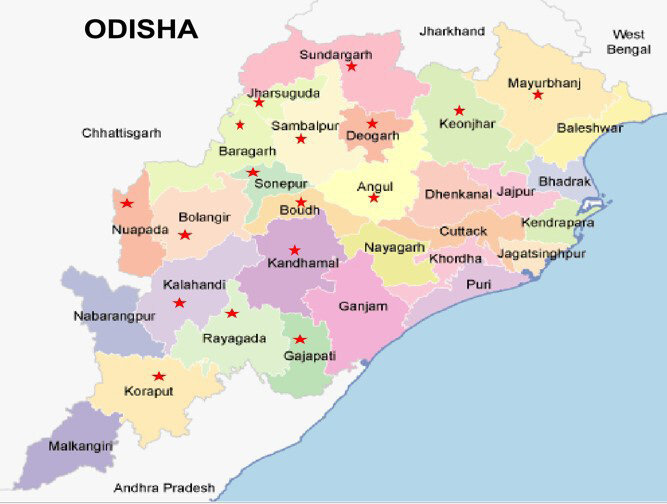 ODISHA
Jharkhand
West
Bengal
Sundargarh
Mayurbhanj
Jharsuguda
Keonjhar
Baleshwar
Chhattisgarh
Sambalpur
Deogarh
Baragarh
Sonepur
Angul
Bhadrak
Dhenkanal
Jajpur
Boudh
Bolangir
Nuapada
Kendrapara
Cuttack
Nayagarh
Kandhamal
Khordha
Jagatsinghpur
Kalahandi
Puri
Nabarangpur
Ganjam
Rayagada
Gajapati
Koraput
Malkangiri
Andhra Pradesh